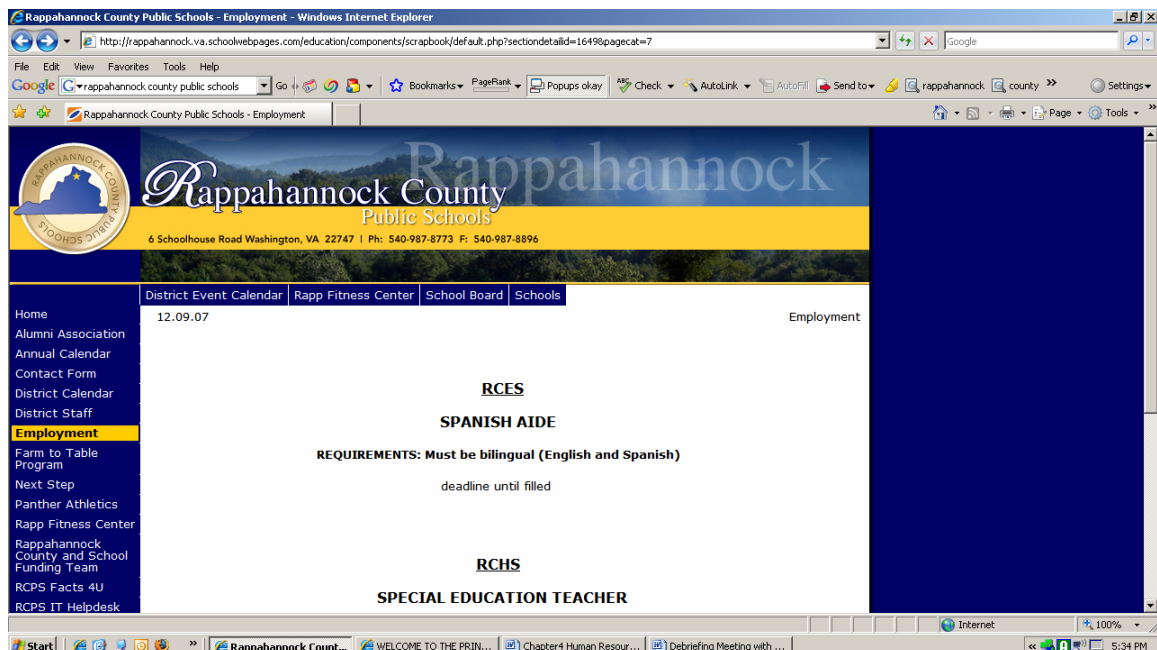 Rappahannock County Public Schools - Employment - Windows Internet Explorer
http://rappahannock.va.schoolwebpages.com/education/components/scrapbook/default.php?sectiondetailid=1649&pagecat=7
Google
File Edit View Favorites Tools Help
Google G rappahannock county public schools Go Bookmarks PageRank Popups okay Check AutoLink AutoFill Send to rappahannock county >> Settings
Rappahannock County Public Schools - Employment Page Tools >>
RAPPAHANNOCK COUNTY PUBLIC SCHOOLS
Rappahannock
Rappahannock County
Public Schools
6 Schoolhouse Road Washington, VA 22747 | Ph: 540-987-8773 F: 540-987-8896
District Event Calendar Rapp Fitness Center School Board Schools
Home
Alumni Association
Annual Calendar
Contact Form
District Calendar
District Staff
Employment
Farm to Table
Program
Next Step
Panther Athletics
Rapp Fitness Center
Rappahannock
County and School
Funding Team
RCPS Facts 4U
RCPS IT Helpdesk
12.09.07 Employment
RCES
SPANISH AIDE
REQUIREMENTS: Must be bilingual (English and Spanish)
deadline until filled
RCHS
SPECIAL EDUCATION TEACHER
Internet 100%
Start >> Rappahannock Count... WELCOME TO THE PRIN... Chapter4 Human Resour... Debriefing Meeting with ... << 5:34 PM